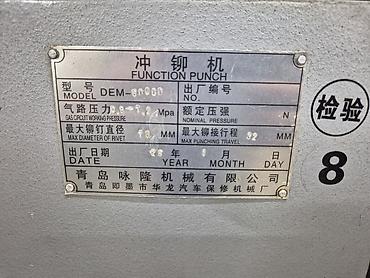 冲铆机
FUNCTION PUNCH
型号 DEM- 出厂编号
MODEL NO.
气路压力 Mpa 额定压强 N
GAS CIRCUIT WORKING PRESSURE NOMINAL PRESSURE
最大铆钉直径 MM 最大铆接行程 32 MM
MAX DIAMETER OF RIVET MAX PUNCHING TRAVEL
出厂日期 年 月 日
DATE YEAR MONTH DAY
青岛咏隆机械有限公司
青岛即墨市华龙汽车保修机械厂
检验
8